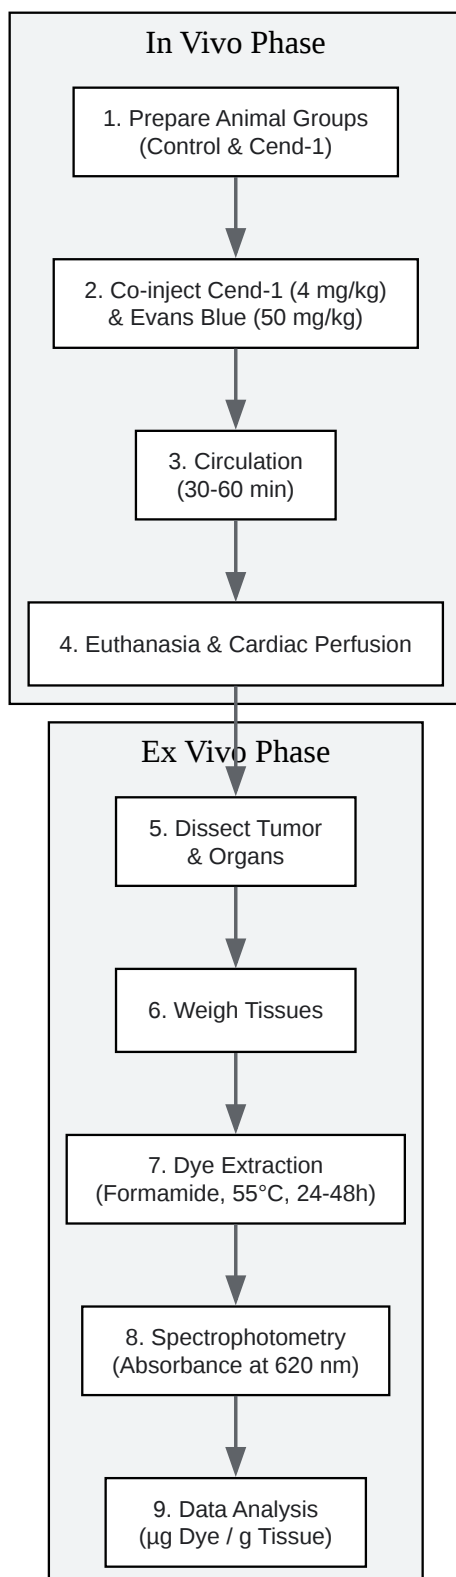 In Vivo Phase
1. Prepare Animal Groups
(Control & Cend-1)
2. Co-inject Cend-1 (4 mg/kg)
& Evans Blue (50 mg/kg)
3. Circulation
(30-60 min)
4. Euthanasia & Cardiac Perfusion
Ex Vivo Phase
5. Dissect Tumor
& Organs
6. Weigh Tissues
7. Dye Extraction
(Formamide, 55°C, 24-48h)
8. Spectrophotometry
(Absorbance at 620 nm)
9. Data Analysis
(µg Dye / g Tissue)